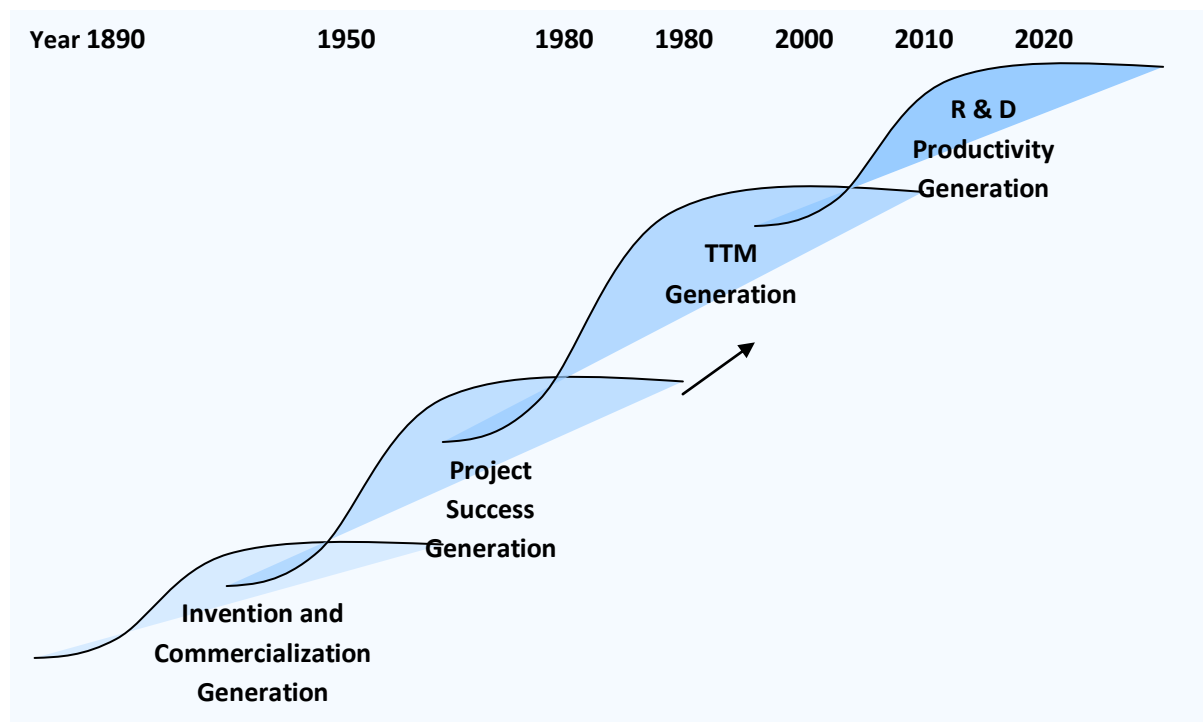 Year 1890 1950 1980 1980 2000 2010 2020
R & D
Productivity
Generation
TTM
Generation
Project
Success
Generation
Invention and
Commercialization
Generation